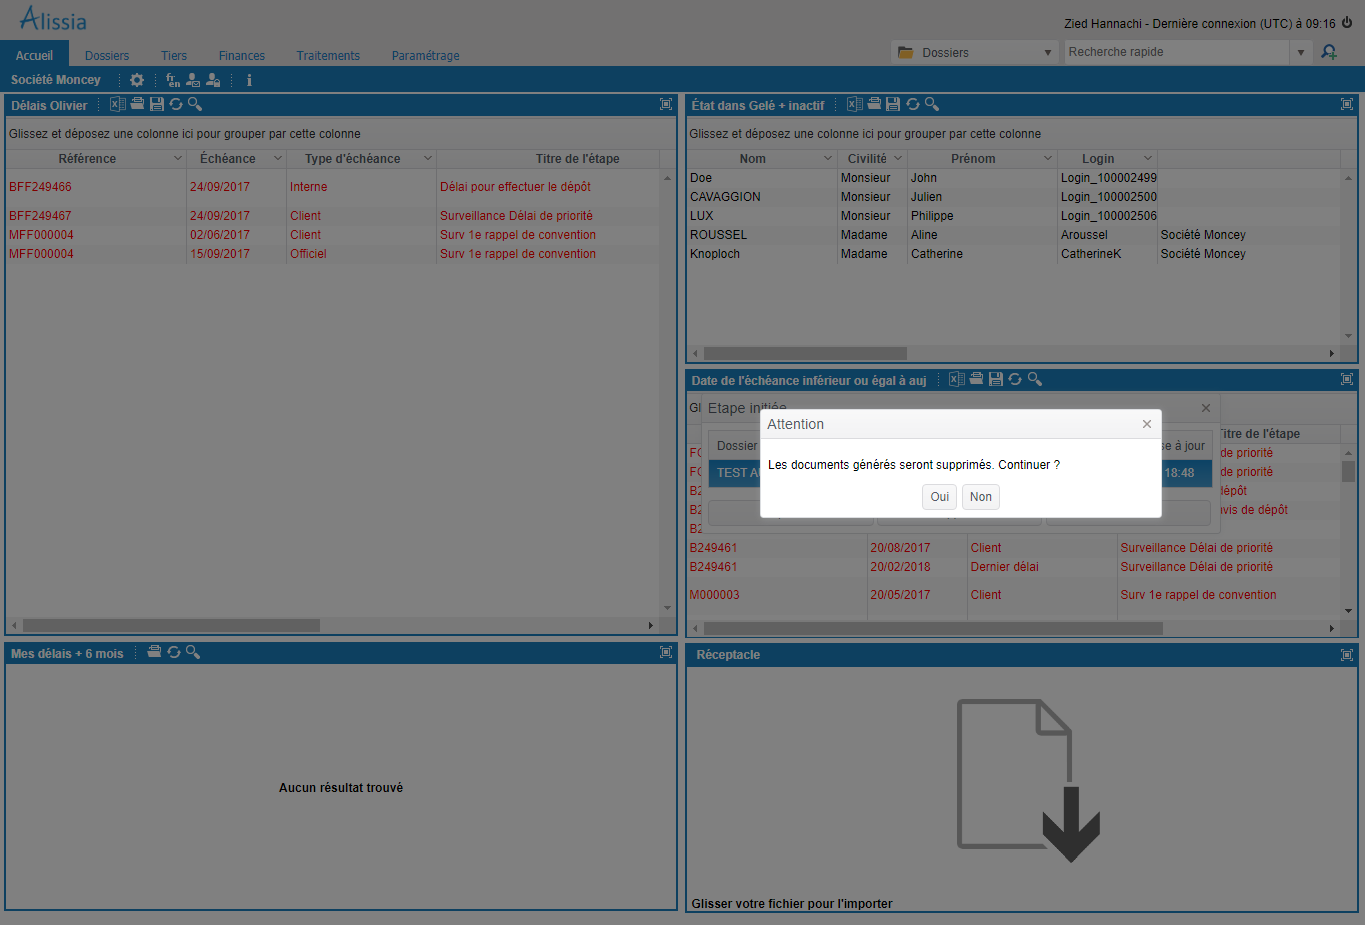 Alissia
Zied Hannachi - Dernière connexion (UTC) à 09:16
Accueil Dossiers Tiers Finances Traitements Paramétrage
Dossiers Recherche rapide
Société Moncey fr en i
Délais Olivier
Glissez et déposez une colonne ici pour grouper par cette colonne
Référence Échéance Type d'échéance Titre de l'étape
BFF249466 24/09/2017 Interne Délai pour effectuer le dépôt
BFF249467 24/09/2017 Client Surveillance Délai de priorité
MFF000004 02/06/2017 Client Surv 1e rappel de convention
MFF000004 15/09/2017 Officiel Surv 1e rappel de convention
État dans Gelé + inactif
Glissez et déposez une colonne ici pour grouper par cette colonne
Nom Civilité Prénom Login
Doe Monsieur John Login_100002499
CAVAGGION Monsieur Julien Login_100002500
LUX Monsieur Philippe Login_100002506
ROUSSEL Madame Aline Aroussel Société Moncey
Knoploch Madame Catherine CatherineK Société Moncey
Date de l'échéance inférieur ou égal à auj
Gl
Etape initiée
Attention
Titre de l'étape
Dossier se à jour
FC de priorité
Les documents générés seront supprimés. Continuer ?
TEST AU 18:48
FC de priorité
B2 dépôt
Oui Non
B2 avis de dépôt
B2
B249461 20/08/2017 Client Surveillance Délai de priorité
B249461 20/02/2018 Dernier délai Surveillance Délai de priorité
M000003 20/05/2017 Client Surv 1e rappel de convention
Mes délais + 6 mois
Aucun résultat trouvé
Réceptacle
Glisser votre fichier pour l'importer